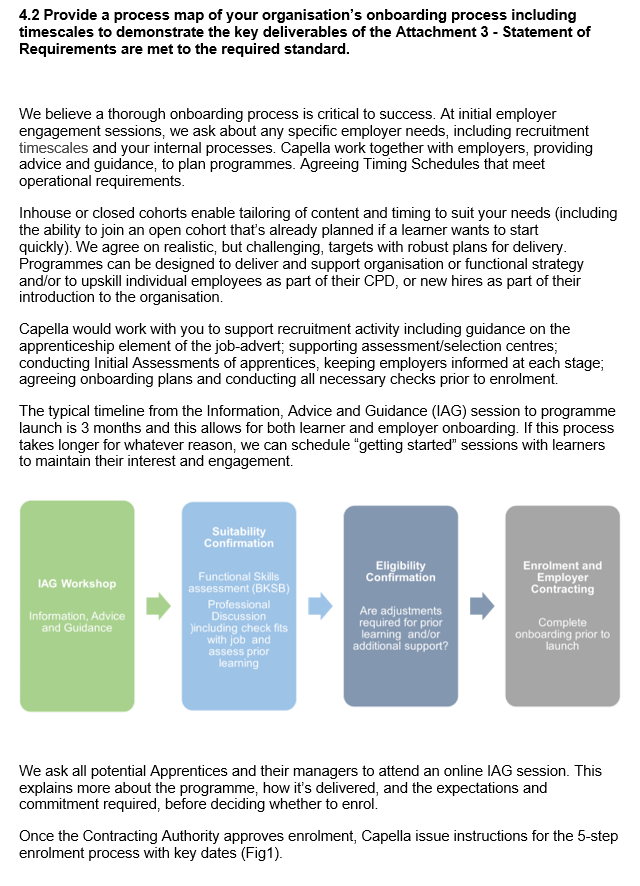 4.2 Provide a process map of your organisation’s onboarding process including
timescales to demonstrate the key deliverables of the Attachment 3 - Statement of
Requirements are met to the required standard.
We believe a thorough onboarding process is critical to success. At initial employer
engagement sessions, we ask about any specific employer needs, including recruitment
timescales and your internal processes. Capella work together with employers, providing
advice and guidance, to plan programmes. Agreeing Timing Schedules that meet
operational requirements.
Inhouse or closed cohorts enable tailoring of content and timing to suit your needs (including
the ability to join an open cohort that’s already planned if a learner wants to start
quickly). We agree on realistic, but challenging, targets with robust plans for delivery.
Programmes can be designed to deliver and support organisation or functional strategy
and/or to upskill individual employees as part of their CPD, or new hires as part of their
introduction to the organisation.
Capella would work with you to support recruitment activity including guidance on the
apprenticeship element of the job-advert; supporting assessment/selection centres;
conducting Initial Assessments of apprentices, keeping employers informed at each stage;
agreeing onboarding plans and conducting all necessary checks prior to enrolment.
The typical timeline from the Information, Advice and Guidance (IAG) session to programme
launch is 3 months and this allows for both learner and employer onboarding. If this process
takes longer for whatever reason, we can schedule “getting started” sessions with learners
to maintain their interest and engagement.
IAG Workshop
Information, Advice
and Guidance
Suitability
Confirmation
Functional Skills
assessment (BKSB)
Professional
Discussion
)including check fits
with job and
assess prior
learning
Eligibility
Confirmation
Are adjustments
required for prior
learning and/or
additional support?
Enrolment and
Employer
Contracting
Complete
onboarding prior to
launch
We ask all potential Apprentices and their managers to attend an online IAG session. This
explains more about the programme, how it’s delivered, and the expectations and
commitment required, before deciding whether to enrol.
Once the Contracting Authority approves enrolment, Capella issue instructions for the 5-step
enrolment process with key dates (Fig1).